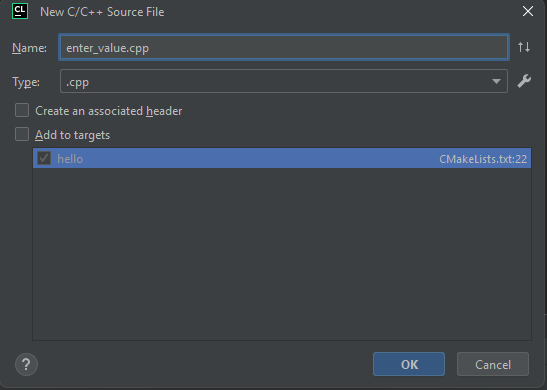 CL New C/C++ Source File
Name: enter_value.cpp
Type: .cpp
Create an associated header
Add to targets
hello CMakeLists.txt:22
? OK Cancel